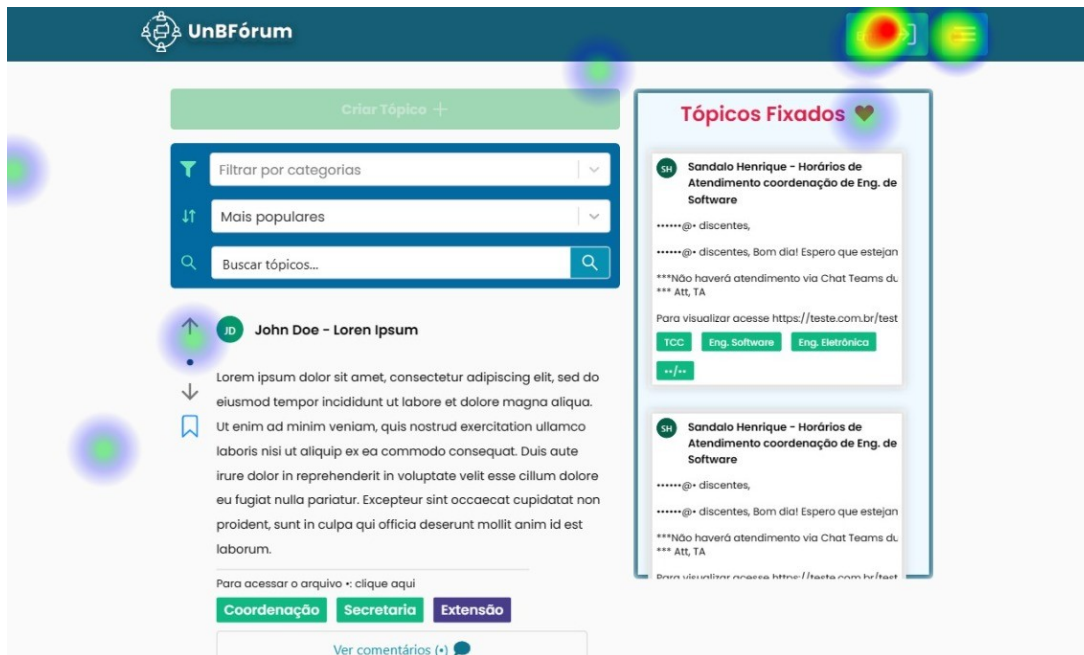 UnBFórum
Criar Tópico +
Filtrar por categorias
Mais populares
Buscar tópicos...
JD
John Doe - Loren Ipsum
Lorem ipsum dolor sit amet, consectetur adipiscing elit, sed do
eiusmod tempor incididunt ut labore et dolore magna aliqua.
Ut enim ad minim veniam, quis nostrud exercitation ullamco
laboris nisi ut aliquip ex ea commodo consequat. Duis aute
irure dolor in reprehenderit in voluptate velit esse cillum dolore
eu fugiat nulla pariatur. Excepteur sint occaecat cupidatat non
proident, sunt in culpa qui officia deserunt mollit anim id est
laborum.
Para acessar o arquivo •: clique aqui
Coordenação Secretaria Extensão
Ver comentários (•)
Tópicos Fixados
SH
Sandalo Henrique - Horários de
Atendimento coordenação de Eng. de
Software
••••••@• discentes,
••••••@• discentes, Bom dia! Espero que estejan
***Não haverá atendimento via Chat Teams du
*** Att, TA
Para visualizar acesse https://teste.com.br/test
TCC Eng. Software Eng. Eletrônica
••/••
SH
Sandalo Henrique - Horários de
Atendimento coordenação de Eng. de
Software
••••••@• discentes,
••••••@• discentes, Bom dia! Espero que estejan
***Não haverá atendimento via Chat Teams du
*** Att, TA
Para visualizar acesse https://teste.com.br/test